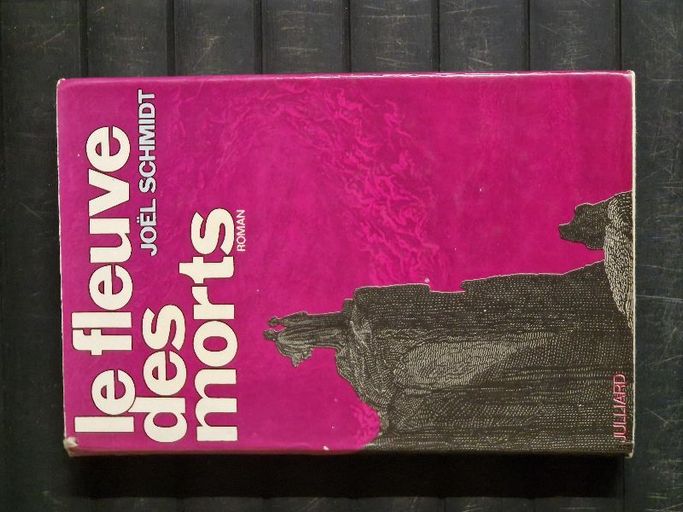 le fleuve
JOËL SCHMIDT
des
morts
ROMAN
JULLIARD